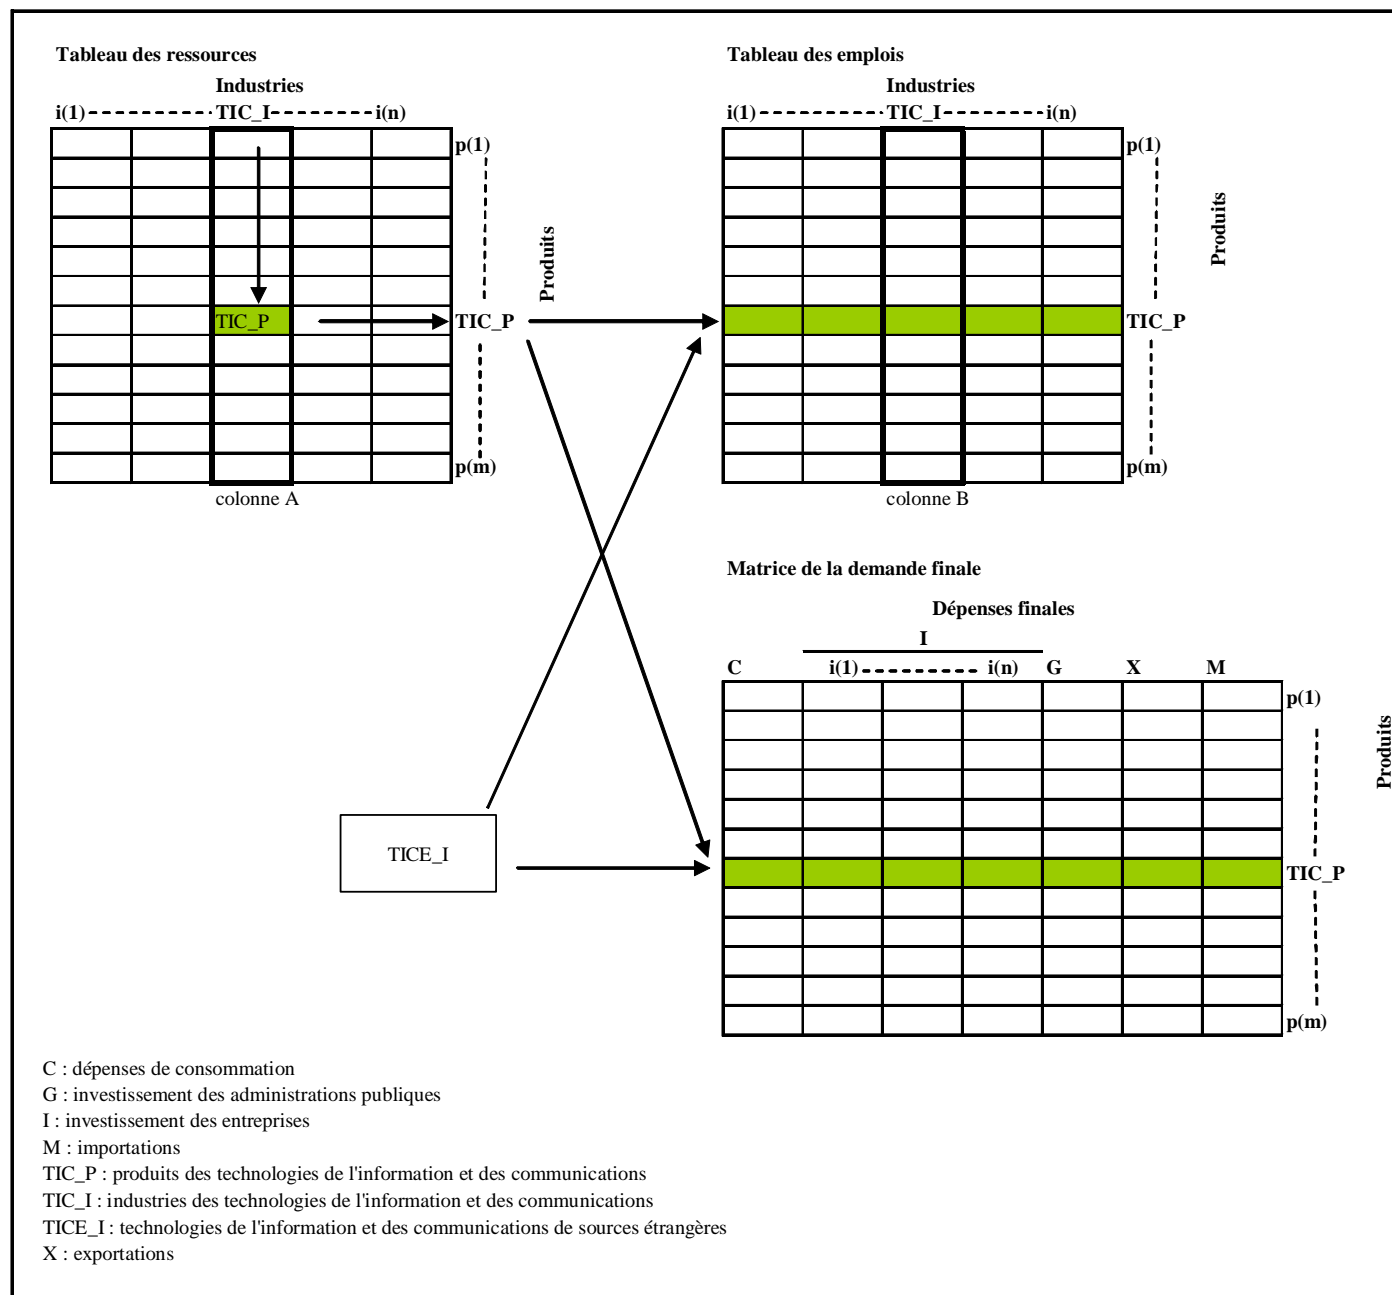 Tableau des ressources
Industries
i(1) TIC_I i(n)
p(1)
Produits
TIC_P TIC_P
p(m)
colonne A
Tableau des emplois
Industries
i(1) TIC_I i(n)
p(1)
Produits
TIC_P
p(m)
colonne B
Matrice de la demande finale
Dépenses finales
I
C i(1) i(n) G X M
p(1)
Produits
TIC_P
p(m)
TICE_I
C : dépenses de consommation
G : investissement des administrations publiques
I : investissement des entreprises
M : importations
TIC_P : produits des technologies de l'information et des communications
TIC_I : industries des technologies de l'information et des communications
TICE_I : technologies de l'information et des communications de sources étrangères
X : exportations